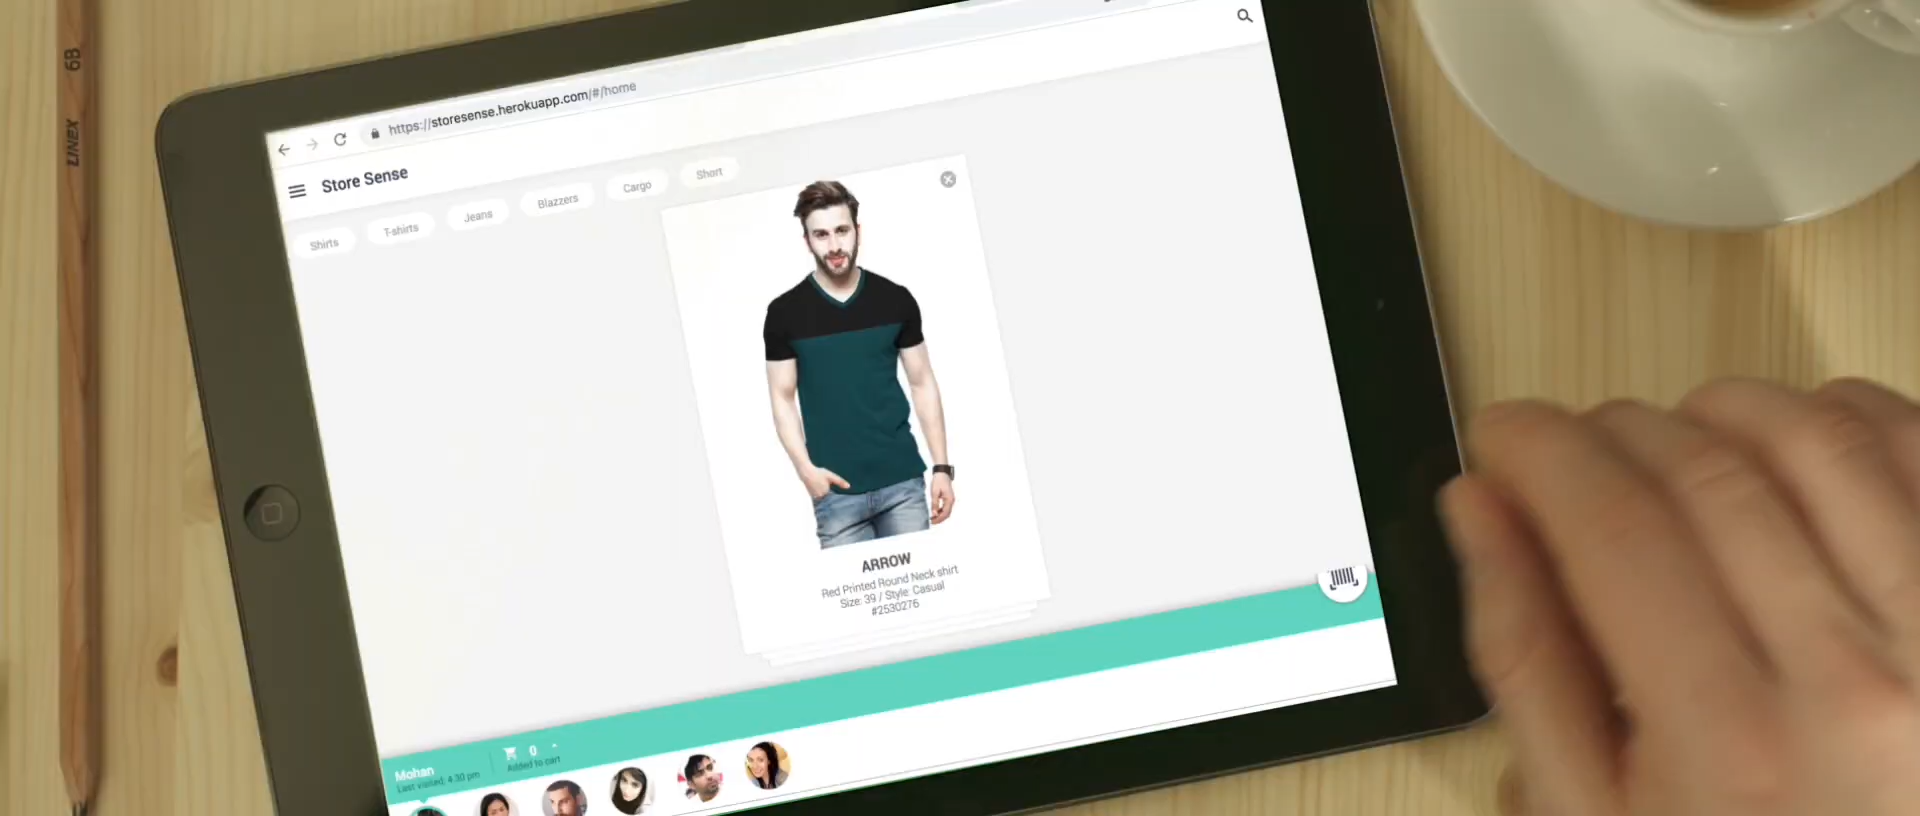 6B
LINEX
https://storesense.herokuapp.com/#/home
Store Sense
Shirts
T-shirts
Jeans
Blazzers
Cargo
Short
ARROW
Red Printed Round Neck shirt
Size: 39 / Style: Casual
#2530276
Mohan
Last visited, 4:30 pm
0
Added to cart